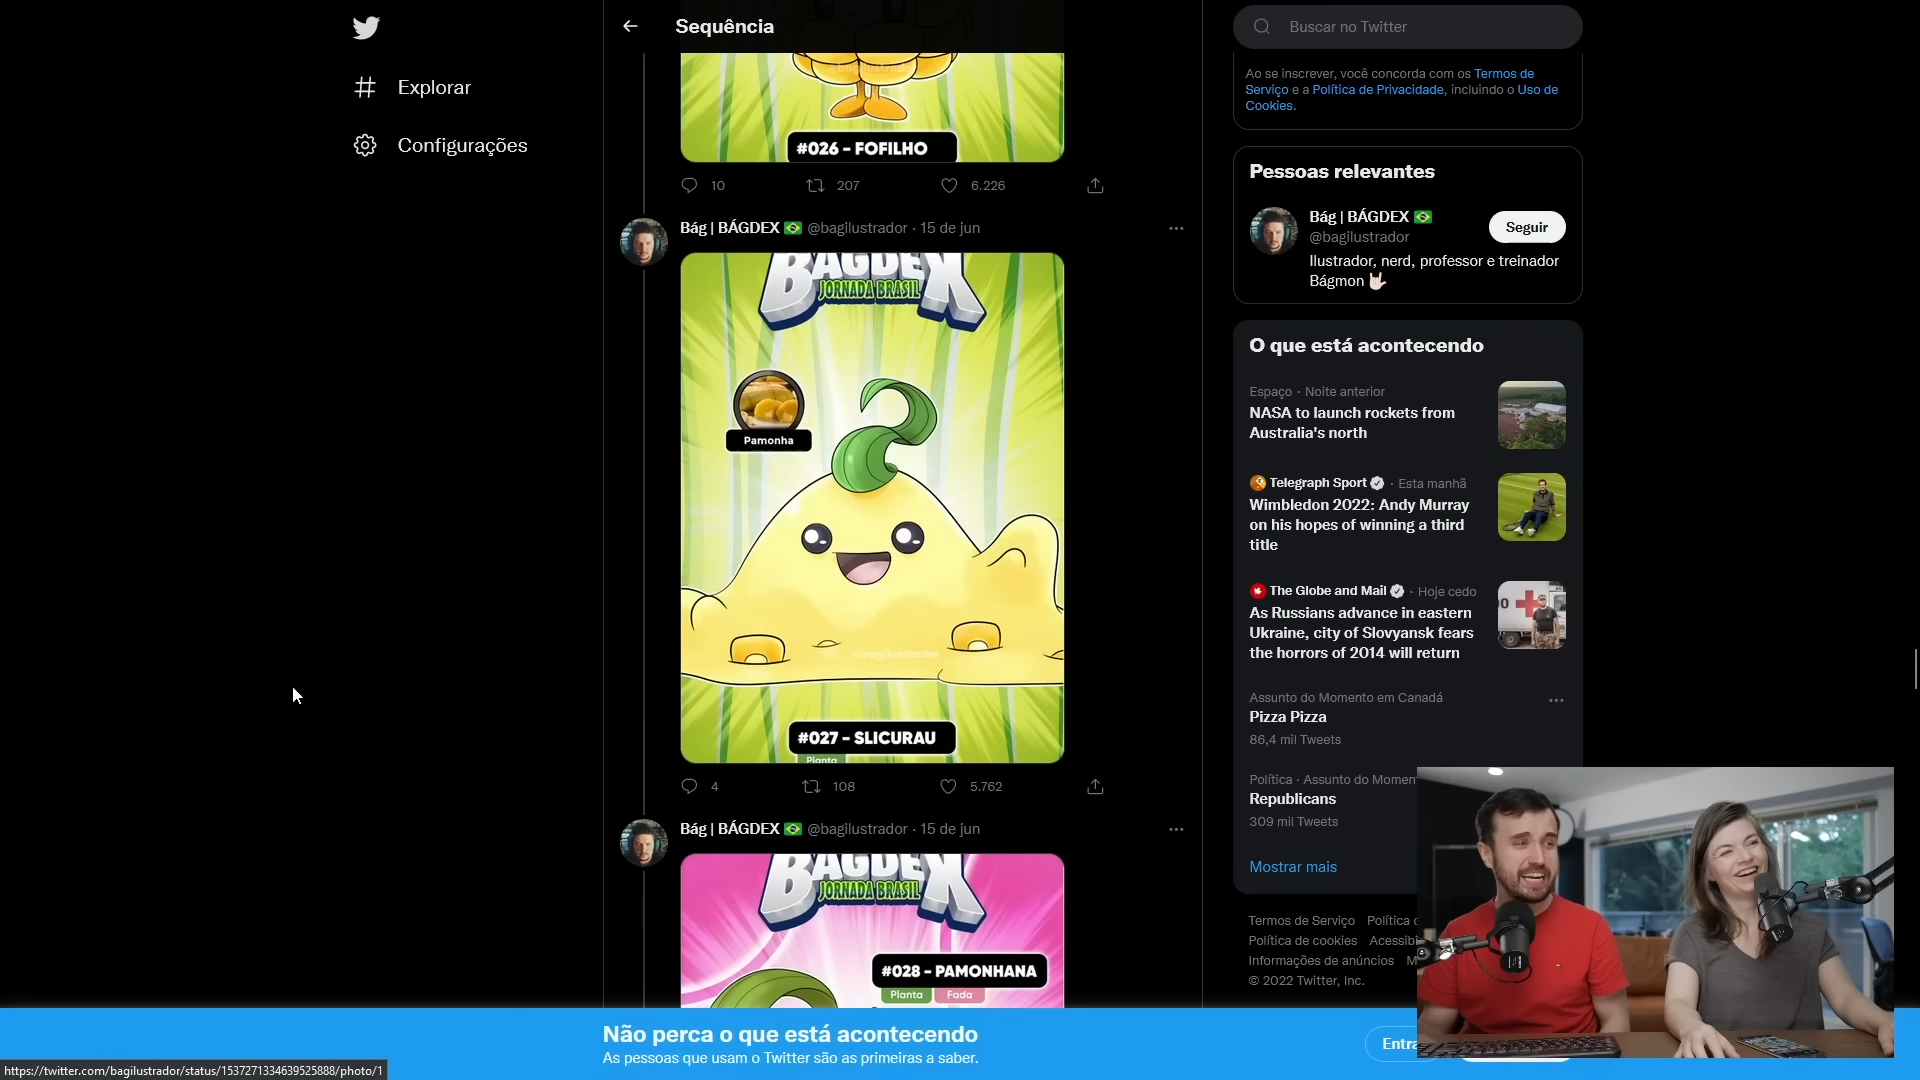 Explorar
Configurações
Sequência
#026 - FOFILHO
10
207
6.226
Bág | BÁGDEX @bagilustrador · 15 de jun
BÁGDEX
JORNADA BRASIL
Pamonha
@bagilustrador
#027 - SLICURAU
Planta
4
108
5.762
Bág | BÁGDEX @bagilustrador · 15 de jun
BÁGDEX
JORNADA BRASIL
#028 - PAMONHANA
Planta
Fada
Buscar no Twitter
Ao se inscrever, você concorda com os Termos de
Serviço e a Política de Privacidade, incluindo o Uso de
Cookies.
Pessoas relevantes
Bág | BÁGDEX
@bagilustrador
Seguir
Ilustrador, nerd, professor e treinador
Bágmon
O que está acontecendo
Espaço · Noite anterior
NASA to launch rockets from
Australia's north
Telegraph Sport · Esta manhã
Wimbledon 2022: Andy Murray
on his hopes of winning a third
title
The Globe and Mail · Hoje cedo
As Russians advance in eastern
Ukraine, city of Slovyansk fears
the horrors of 2014 will return
Assunto do Momento em Canadá
Pizza Pizza
86,4 mil Tweets
Política · Assunto do Momen
Republicans
309 mil Tweets
Mostrar mais
Termos de Serviço Política
Política de cookies Acessibi
Informações de anúncios M
© 2022 Twitter, Inc.
Não perca o que está acontecendo
As pessoas que usam o Twitter são as primeiras a saber.
Entra
https://twitter.com/bagilustrador/status/1537271334639525888/photo/1